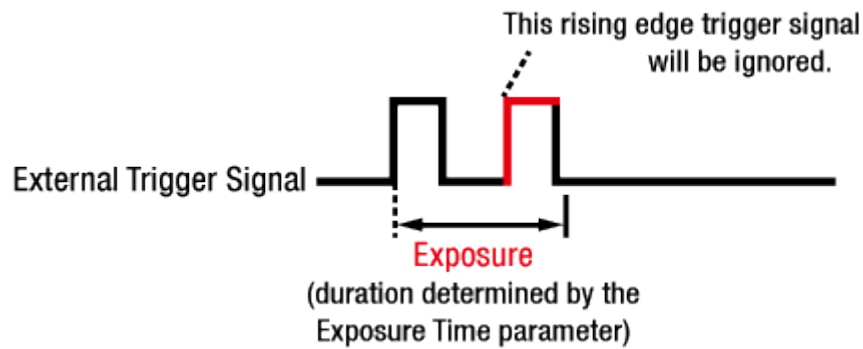 This rising edge trigger signal
will be ignored.
External Trigger Signal
Exposure
(duration determined by the
Exposure Time parameter)